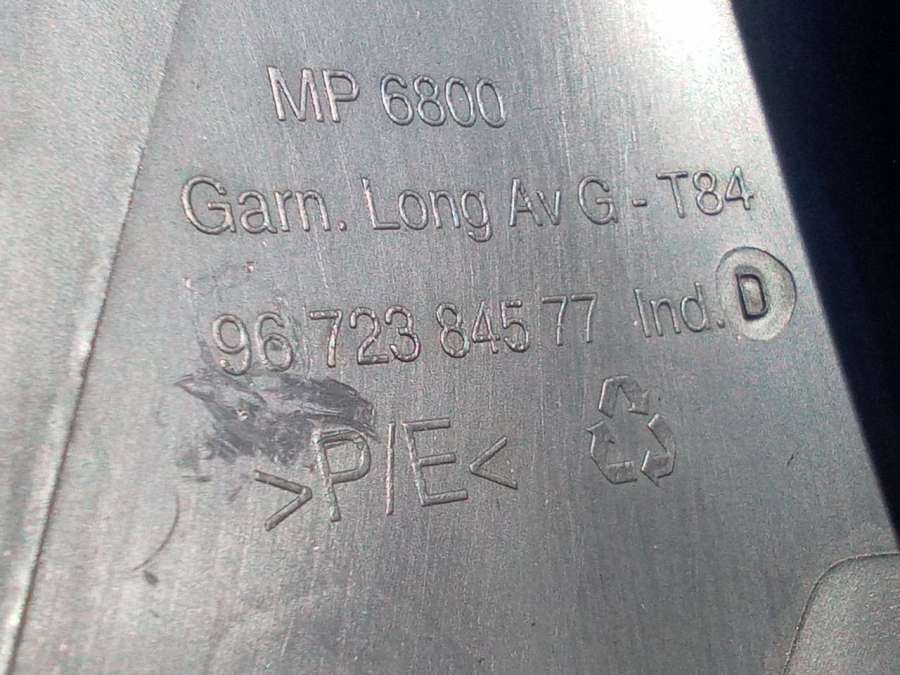 MP 6800
Garn. Long Av G - T84
96 723 845 77 Ind. D
>P/E<